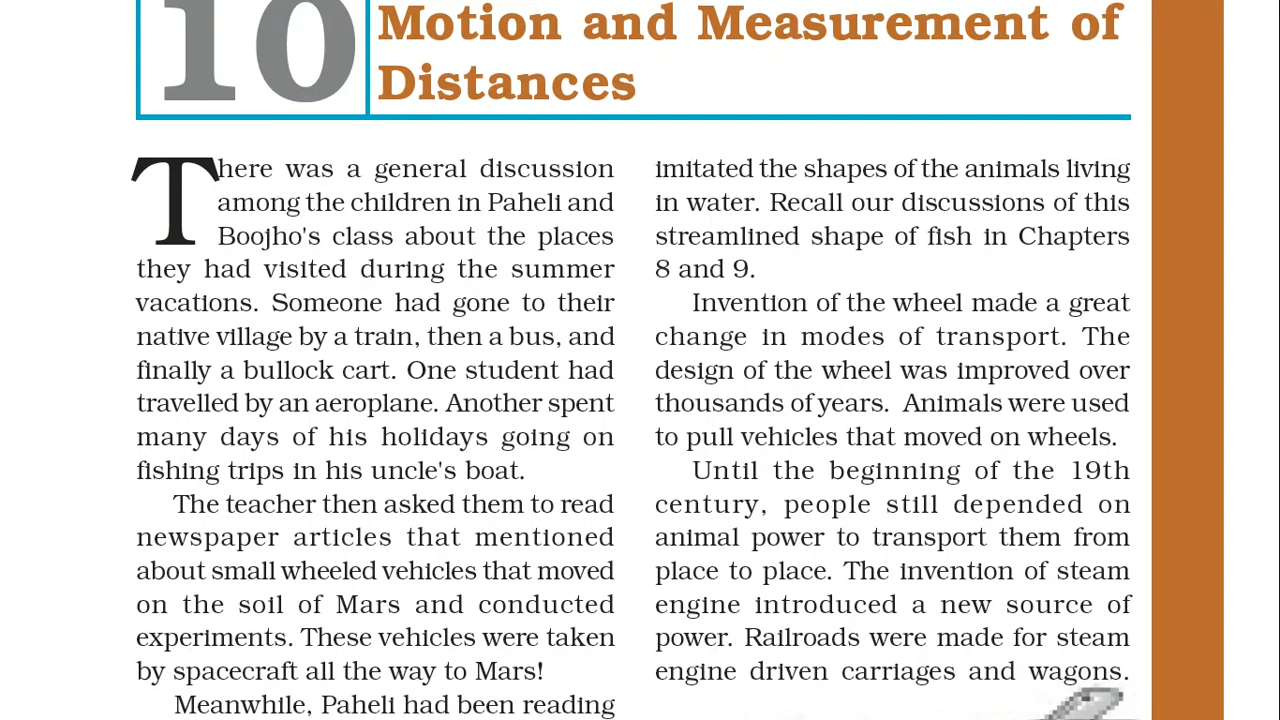 10
Motion and Measurement of
Distances
There was a general discussion
among the children in Paheli and
Boojho's class about the places
they had visited during the summer
vacations. Someone had gone to their
native village by a train, then a bus, and
finally a bullock cart. One student had
travelled by an aeroplane. Another spent
many days of his holidays going on
fishing trips in his uncle's boat.
The teacher then asked them to read
newspaper articles that mentioned
about small wheeled vehicles that moved
on the soil of Mars and conducted
experiments. These vehicles were taken
by spacecraft all the way to Mars!
Meanwhile, Paheli had been reading
imitated the shapes of the animals living
in water. Recall our discussions of this
streamlined shape of fish in Chapters
8 and 9.
Invention of the wheel made a great
change in modes of transport. The
design of the wheel was improved over
thousands of years. Animals were used
to pull vehicles that moved on wheels.
Until the beginning of the 19th
century, people still depended on
animal power to transport them from
place to place. The invention of steam
engine introduced a new source of
power. Railroads were made for steam
engine driven carriages and wagons.